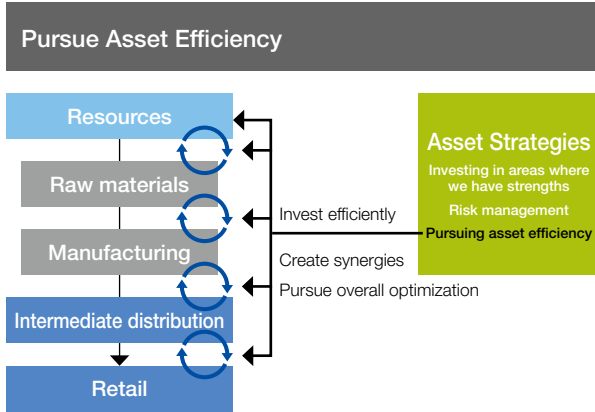 Pursue Asset Efficiency
Resources
Raw materials
Manufacturing
Intermediate distribution
Retail
Invest efficiently
Create synergies
Pursue overall optimization
Asset Strategies
Investing in areas where
we have strengths
Risk management
Pursuing asset efficiency